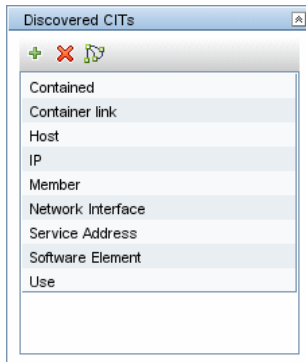 Discovered CITs
Contained
Container link
Host
IP
Member
Network Interface
Service Address
Software Element
Use